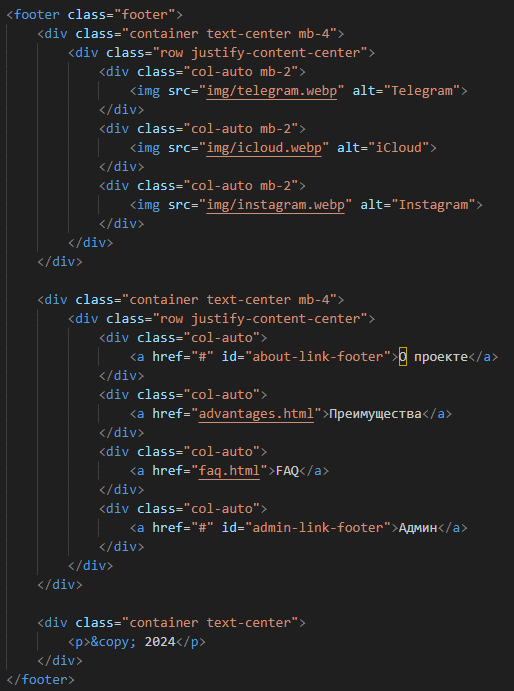 <footer class="footer">
    <div class="container text-center mb-4">
        <div class="row justify-content-center">
            <div class="col-auto mb-2">
                <img src="img/telegram.webp" alt="Telegram">
            </div>
            <div class="col-auto mb-2">
                <img src="img/icloud.webp" alt="iCloud">
            </div>
            <div class="col-auto mb-2">
                <img src="img/instagram.webp" alt="Instagram">
            </div>
        </div>
    </div>

    <div class="container text-center mb-4">
        <div class="row justify-content-center">
            <div class="col-auto">
                <a href="#" id="about-link-footer">О проекте</a>
            </div>
            <div class="col-auto">
                <a href="advantages.html">Преимущества</a>
            </div>
            <div class="col-auto">
                <a href="faq.html">FAQ</a>
            </div>
            <div class="col-auto">
                <a href="#" id="admin-link-footer">Админ</a>
            </div>
        </div>
    </div>

    <div class="container text-center">
        <p>&copy; 2024</p>
    </div>
</footer>